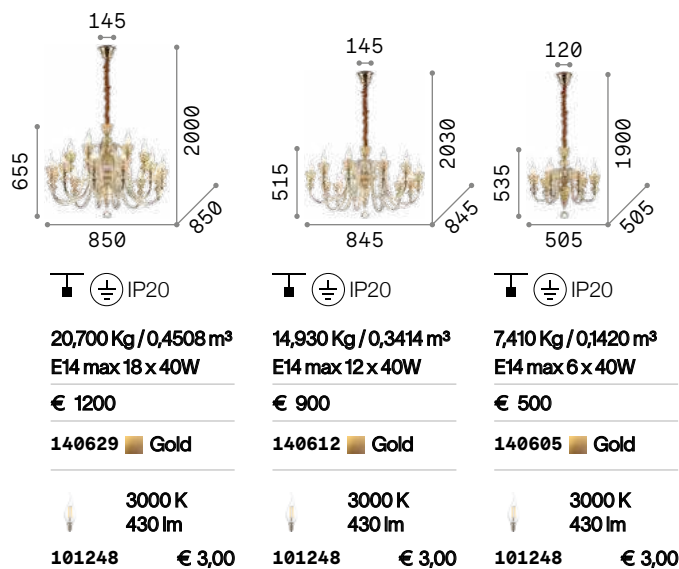 145
2000
655
850
850
IP20
20,700 Kg / 0,4508 m³
E14 max 18 x 40W
€ 1200
140629 Gold
3000 K
430 lm
101248 € 3,00
145
2030
515
845
845
IP20
14,930 Kg / 0,3414 m³
E14 max 12 x 40W
€ 900
140612 Gold
3000 K
430 lm
101248 € 3,00
120
1900
535
505
505
IP20
7,410 Kg / 0,1420 m³
E14 max 6 x 40W
€ 500
140605 Gold
3000 K
430 lm
101248 € 3,00